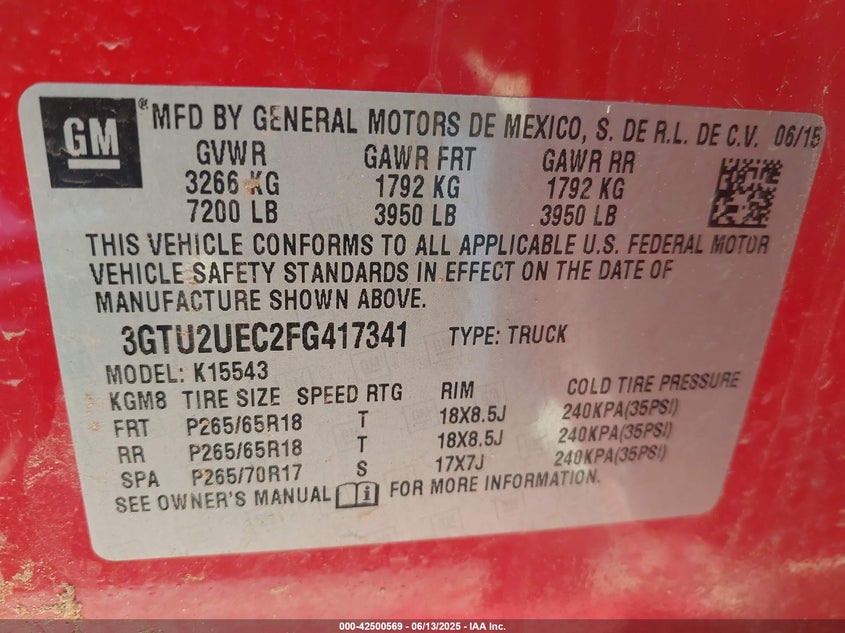 GM ® MFD BY GENERAL MOTORS DE MEXICO, S. DE R.L. DE C.V. 06/15
GVWR GAWR FRT GAWR RR
3266 KG 1792 KG 1792 KG
7200 LB 3950 LB 3950 LB
THIS VEHICLE CONFORMS TO ALL APPLICABLE U.S. FEDERAL MOTOR
VEHICLE SAFETY STANDARDS IN EFFECT ON THE DATE OF
MANUFACTURE SHOWN ABOVE.
3GTU2UEC2FG417341 TYPE: TRUCK
MODEL: K15543
KGM8 TIRE SIZE SPEED RTG RIM COLD TIRE PRESSURE
FRT P265/65R18 T 18X8.5J 240KPA(35PSI)
RR P265/65R18 T 18X8.5J 240KPA(35PSI)
SPA P265/70R17 S 17X7J 240KPA(35PSI)
SEE OWNER'S MANUAL i FOR MORE INFORMATION.
000-42500569 - 06/13/2025 - IAA Inc.